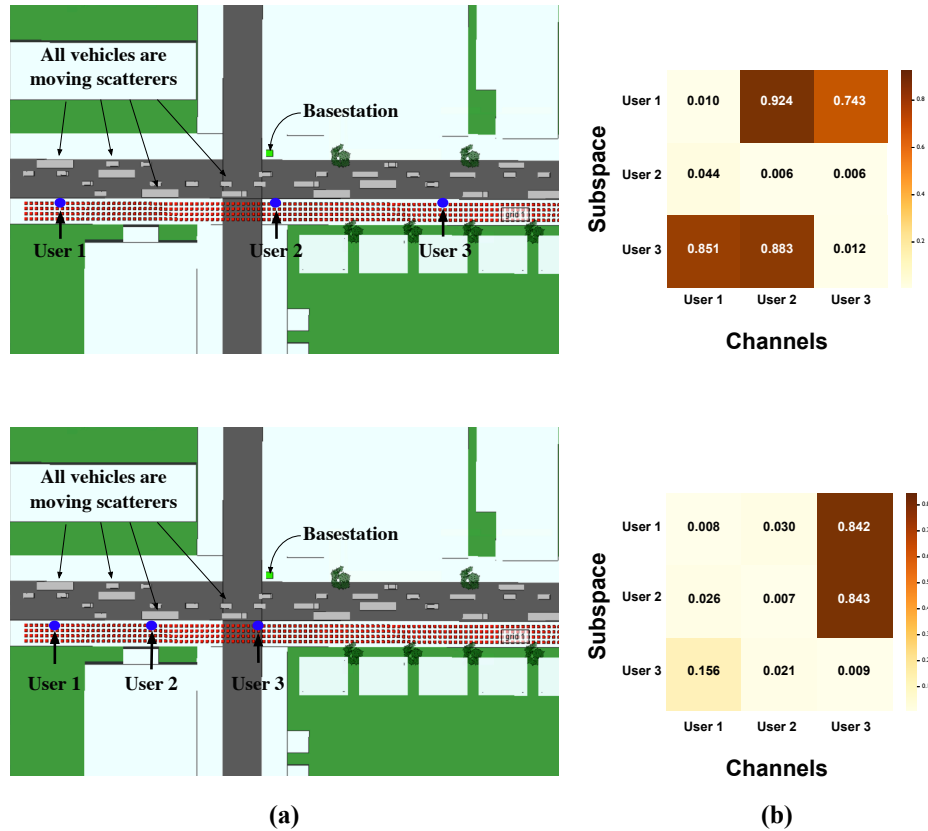 All vehicles are
moving scatterers
Basestation
grid 1
User 1
User 2
User 3
Subspace
User 1
User 2
User 3
0.010
0.924
0.743
0.044
0.006
0.006
0.851
0.883
0.012
User 1
User 2
User 3
Channels
0.8
0.6
0.4
0.2
All vehicles are
moving scatterers
Basestation
grid 1
User 1
User 2
User 3
Subspace
User 1
User 2
User 3
0.008
0.030
0.842
0.026
0.007
0.843
0.156
0.021
0.009
User 1
User 2
User 3
Channels
(a)
(b)